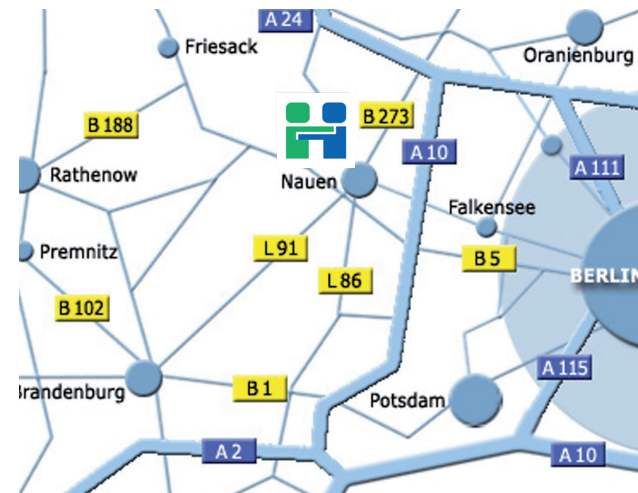 A 24
Friesack
Oranienburg
B 188
B 273
A 10
A 111
Rathenow
Nauen
Falkensee
Premnitz
L 91
B 5
L 86
BERLIN
B 102
A 115
Brandenburg
B 1
Potsdam
A 2
A 10